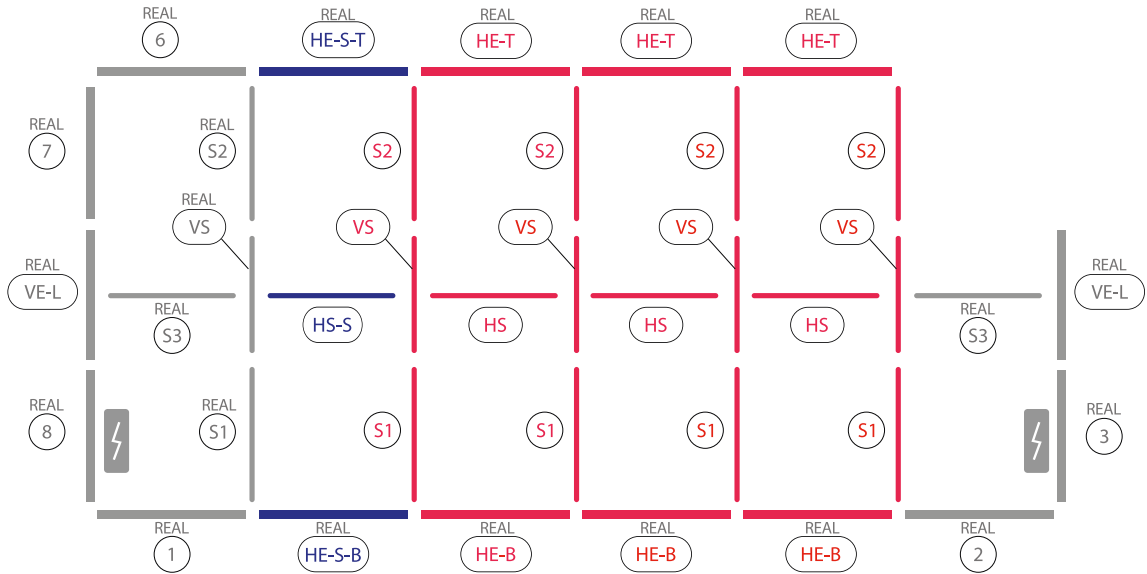 REAL
6
REAL
HE-S-T
REAL
HE-T
REAL
HE-T
REAL
HE-T
REAL
7
REAL
S2
S2
S2
S2
S2
REAL
VS
VS
VS
VS
VS
REAL
VE-L
REAL
VE-L
REAL
S3
HS-S
HS
HS
HS
REAL
S3
REAL
8
REAL
S1
S1
S1
S1
S1
REAL
3
REAL
1
REAL
HE-S-B
REAL
HE-B
REAL
HE-B
REAL
HE-B
REAL
2